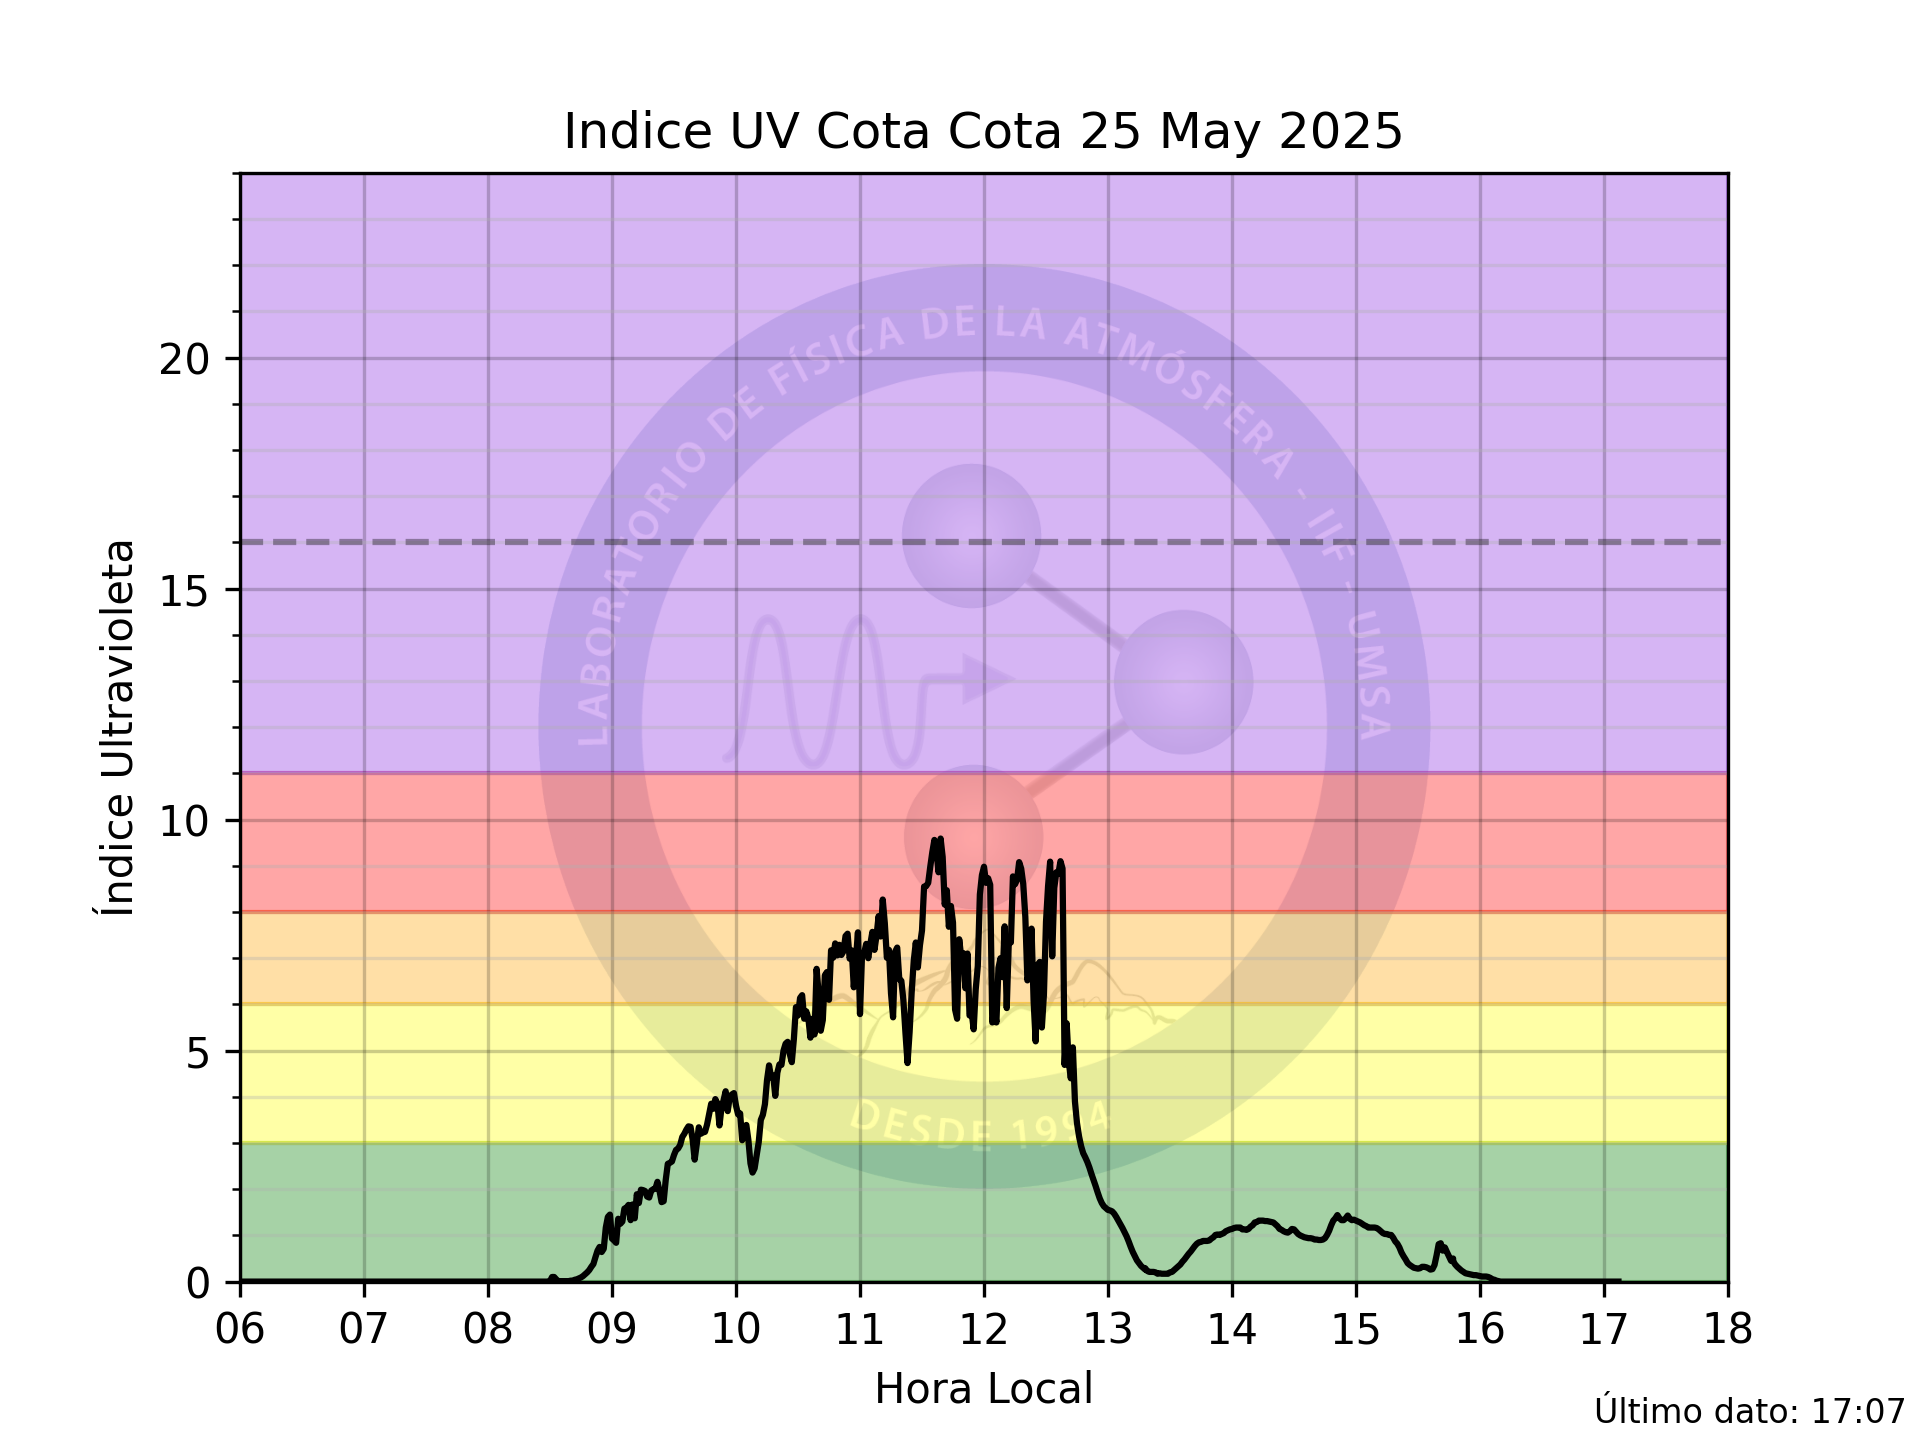 Indice UV Cota Cota 25 May 2025
LABORATORIO DE FÍSICA DE LA ATMÓSFERA - IIF - UMSA
DESDE 1994
Índice Ultravioleta
20
15
10
5
0
06 07 08 09 10 11 12 13 14 15 16 17 18
Hora Local
Último dato: 17:07